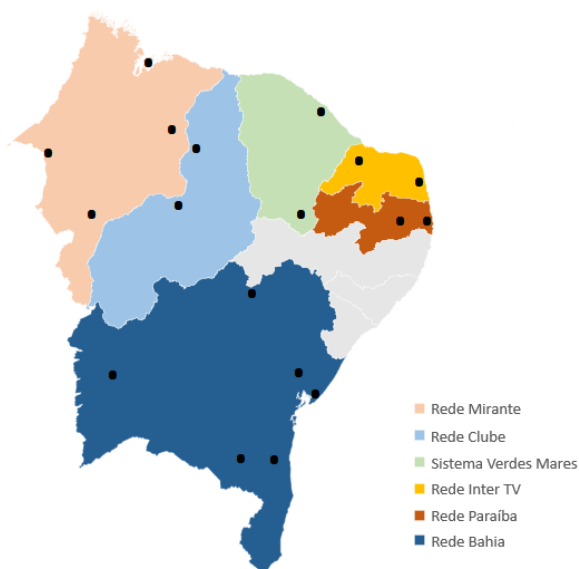 Rede Mirante
Rede Clube
Sistema Verdes Mares
Rede Inter TV
Rede Paraíba
Rede Bahia